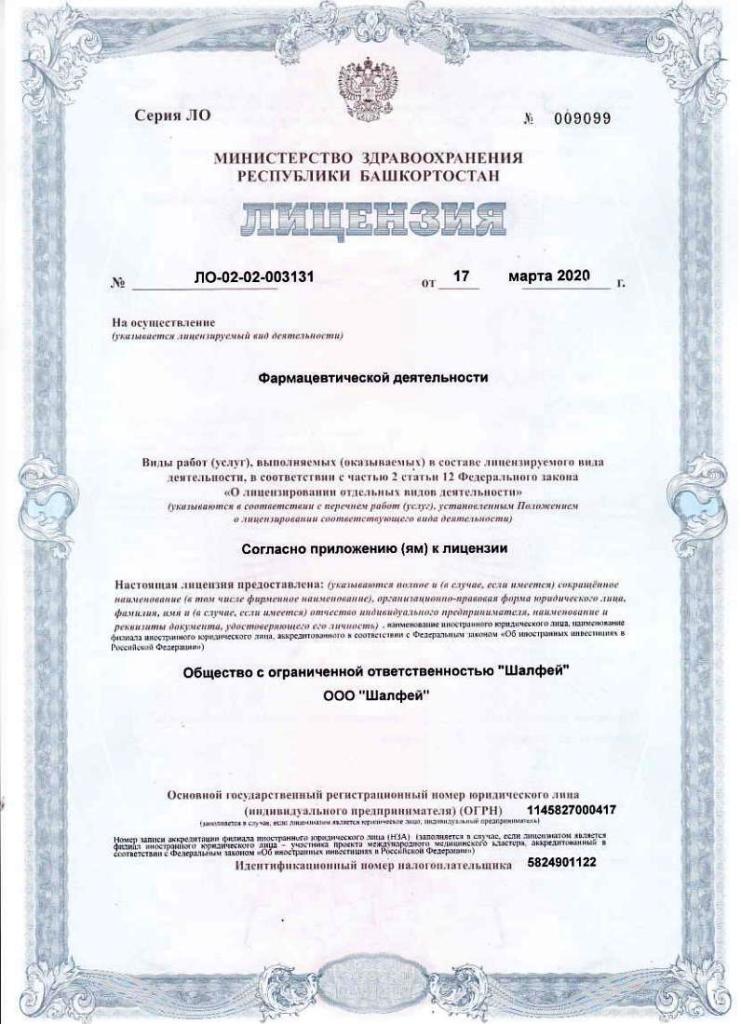 Серия ЛО
№ 009099
МИНИСТЕРСТВО ЗДРАВООХРАНЕНИЯ
РЕСПУБЛИКИ БАШКОРТОСТАН
ЛИЦЕНЗИЯ
№ ЛО-02-02-003131 от 17 марта 2020 г.
На осуществление
(указывается лицензируемый вид деятельности)
Фармацевтической деятельности
Виды работ (услуг), выполняемых (оказываемых) в составе лицензируемого вида
деятельности, в соответствии с частью 2 статьи 12 Федерального закона
«О лицензировании отдельных видов деятельности»
(указываются в соответствии с перечнем работ (услуг), установленным Положением
о лицензировании соответствующего вида деятельности)
Согласно приложению (ям) к лицензии
Настоящая лицензия предоставлена: (указываются полное и (в случае, если имеется) сокращённое
наименование (в том числе фирменное наименование), организационно-правовая форма юридического лица,
фамилия, имя и (в случае, если имеется) отчество индивидуального предпринимателя, наименование и
реквизиты документа, удостоверяющего его личность) , наименование иностранного юридического лица, наименование
филиала иностранного юридического лица, аккредитованного в соответствии с Федеральным законом «Об иностранных инвестициях в
Российской Федерации»)
Общество с ограниченной ответственностью "Шалфей"
ООО "Шалфей"
Основной государственный регистрационный номер юридического лица
(индивидуального предпринимателя) (ОГРН) 1145827000417
(заполняется в случае, если лицензиатом является юридическое лицо, индивидуальный предприниматель)
Номер записи аккредитации филиала иностранного юридического лица (НЗА) (заполняется в случае, если лицензиатом является
филиал иностранного юридического лица – участника проекта международного медицинского кластера, аккредитованный в
соответствии с Федеральным законом «Об иностранных инвестициях в Российской Федерации»)
Идентификационный номер налогоплательщика 5824901122